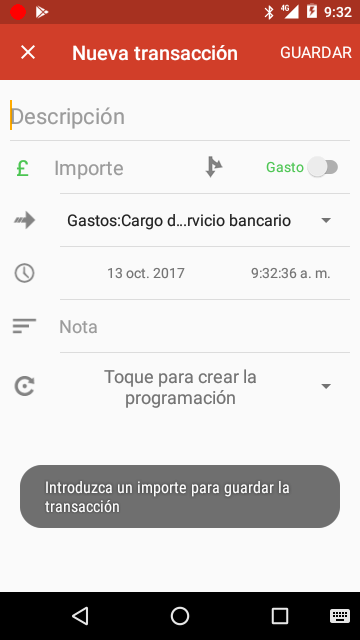 4G 9:32
Nueva transacción GUARDAR
Descripción
£ Importe Gasto
Gastos:Cargo d...rvicio bancario
13 oct. 2017 9:32:36 a. m.
Nota
Toque para crear la
programación
Introduzca un importe para guardar la
transacción